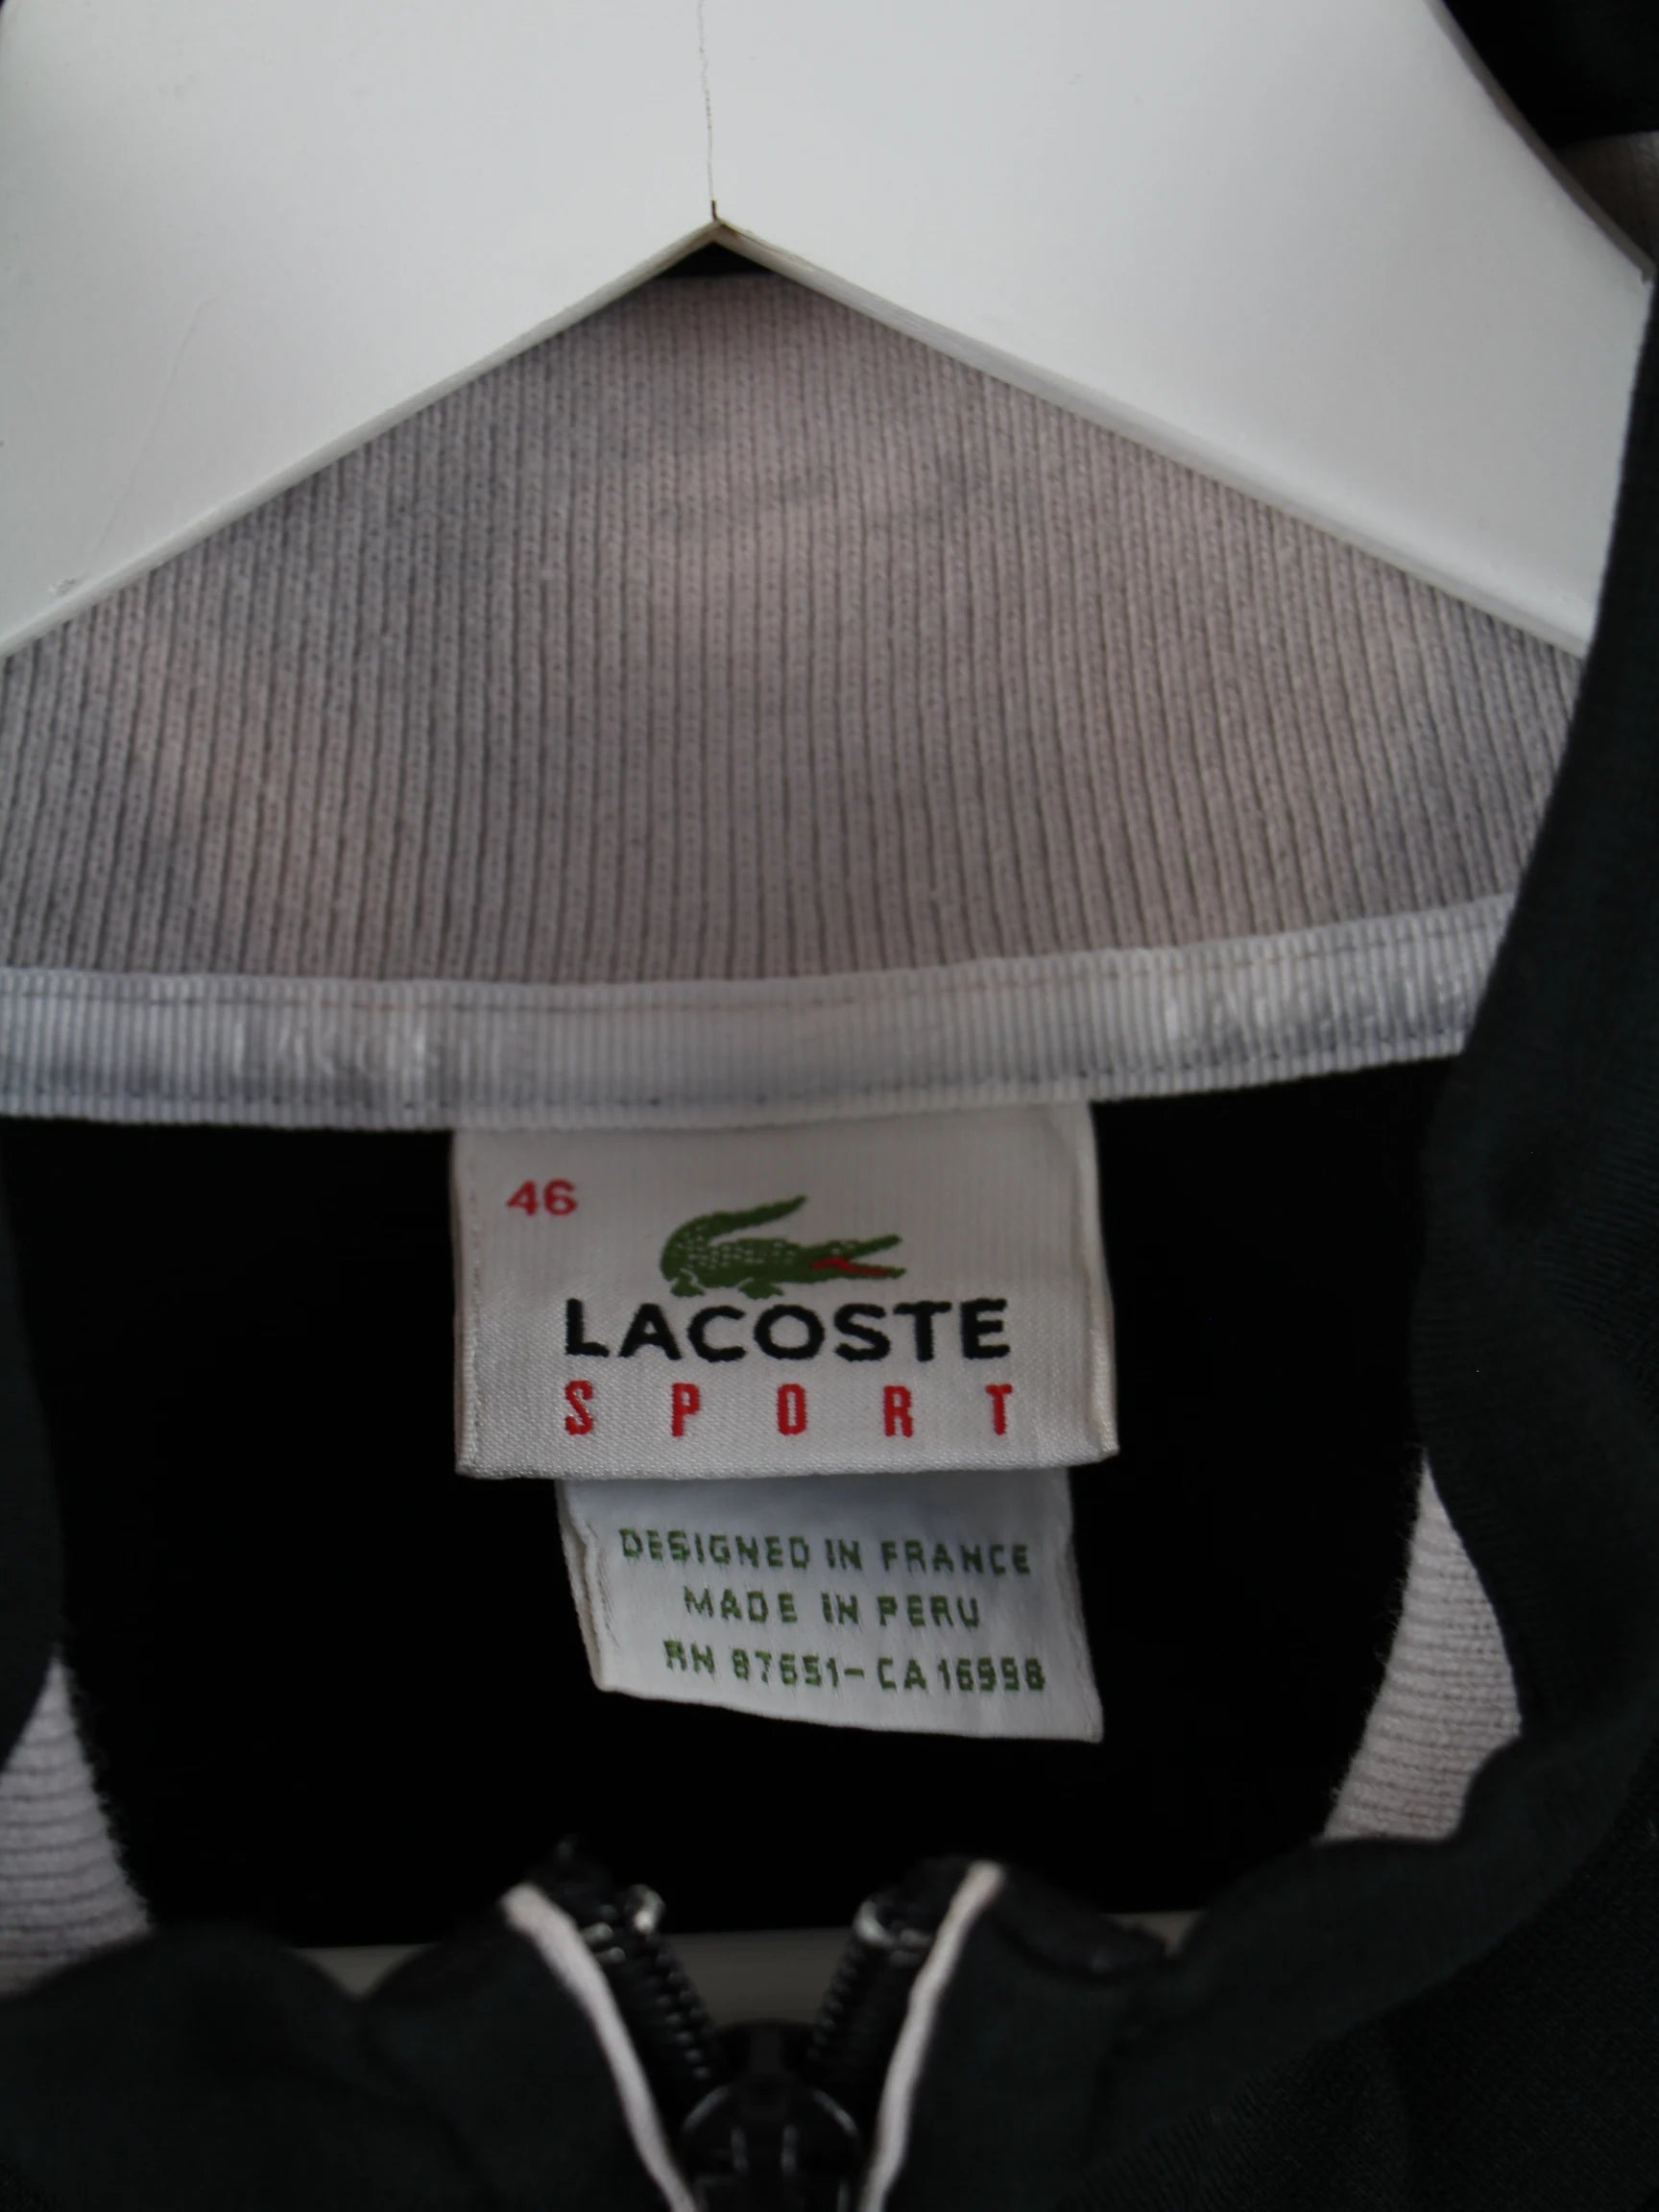 46
LACOSTE
SPORT
DESIGNED IN FRANCE
MADE IN PERU
RN 87651-CA 16998